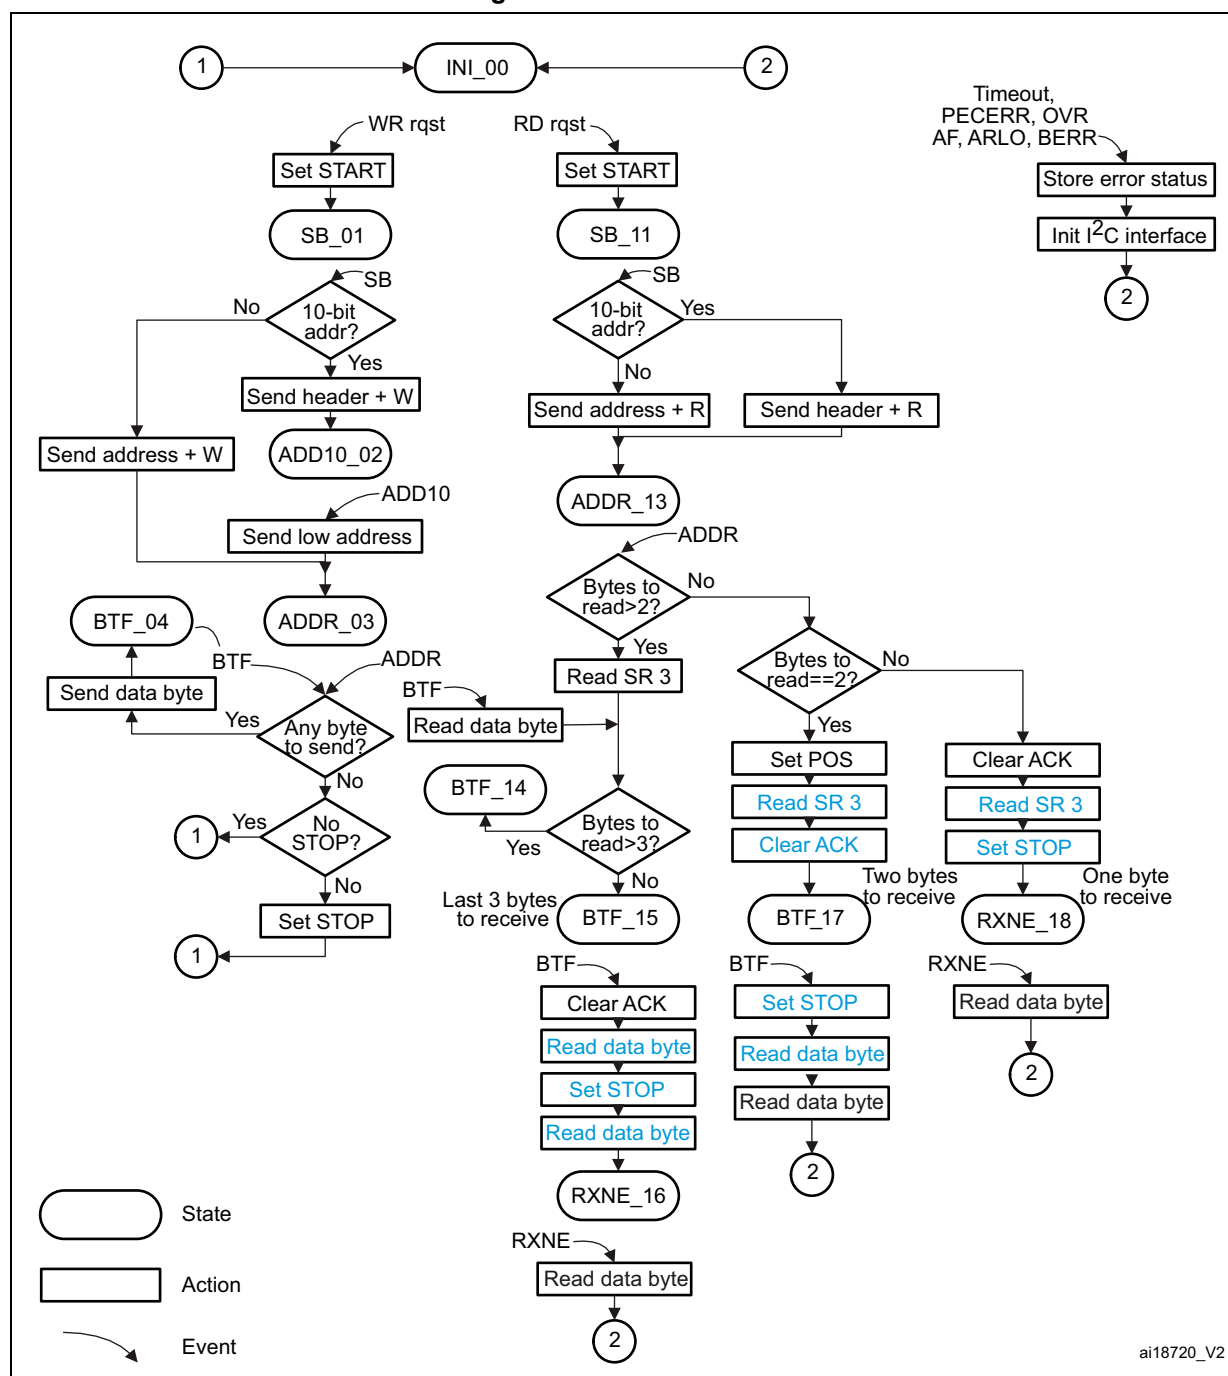 1
INI_00
2
WR rqst
RD rqst
Timeout,
PECERR, OVR
AF, ARLO, BERR
Set START
Set START
Store error status
SB_01
SB_11
Init I2C interface
SB
SB
2
No
10-bit
addr?
Yes
10-bit
addr?
Yes
No
Send header + W
Send address + R
Send header + R
Send address + W
ADD10_02
ADDR_13
ADD10
Send low address
ADDR
Bytes to
read>2?
No
Yes
BTF_04
ADDR_03
BTF
ADDR
Send data byte
Yes
Any byte
to send?
No
Read SR 3
BTF
Read data byte
Bytes to
read==2?
No
Yes
Set POS
Read SR 3
Clear ACK
Clear ACK
Read SR 3
Set STOP
BTF_14
Bytes to
read>3?
Yes
No
1
Yes
No
STOP?
No
Set STOP
1
Last 3 bytes
to receive
BTF_15
Two bytes
to receive
BTF_17
One byte
to receive
RXNE_18
BTF
Clear ACK
Read data byte
Set STOP
Read data byte
RXNE_16
BTF
Set STOP
Read data byte
Read data byte
2
RXNE
Read data byte
2
RXNE
Read data byte
2
State
Action
Event
ai18720_V2